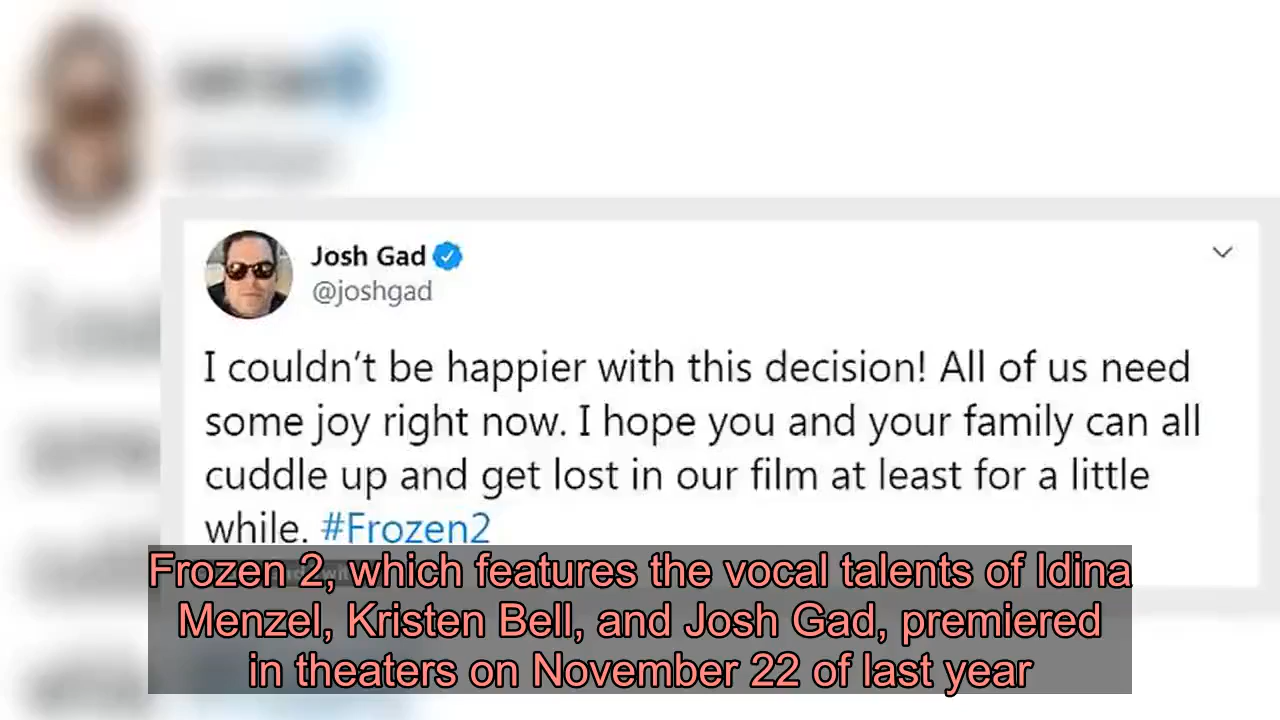 Josh Gad
@joshgad
I couldn't be happier with this decision! All of us need
some joy right now. I hope you and your family can all
cuddle up and get lost in our film at least for a little
while. #Frozen2
Frozen 2, which features the vocal talents of Idina
Menzel, Kristen Bell, and Josh Gad, premiered
in theaters on November 22 of last year